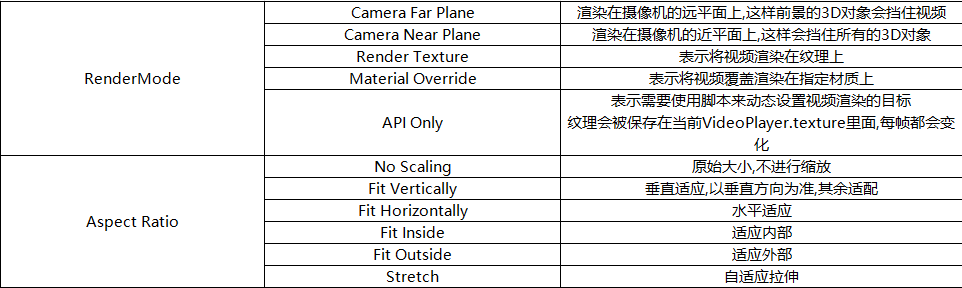 RenderMode
Camera Far Plane
渲染在摄像机的远平面上,这样前景的3D对象会挡住视频
Camera Near Plane
渲染在摄像机的近平面上,这样会挡住所有的3D对象
Render Texture
表示将视频渲染在纹理上
Material Override
表示将视频覆盖渲染在指定材质上
API Only
表示需要使用脚本来动态设置视频渲染的目标
纹理会被保存在当前VideoPlayer.texture里面,每帧都会变
化
Aspect Ratio
No Scaling
原始大小,不进行缩放
Fit Vertically
垂直适应,以垂直方向为准,其余适配
Fit Horizontally
水平适应
Fit Inside
适应内部
Fit Outside
适应外部
Stretch
自适应拉伸